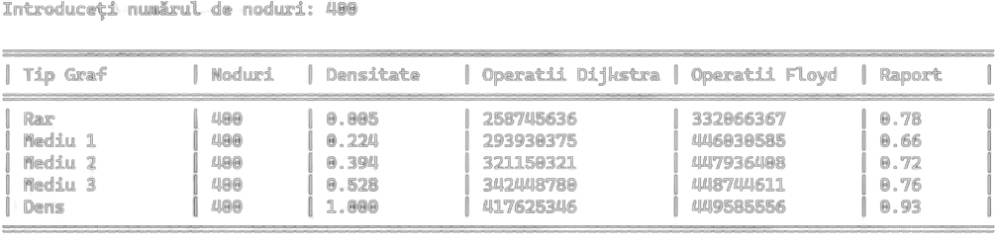 Introduceți numărul de noduri: 400
| Tip Graf | Noduri | Densitate | Operatii Dijkstra | Operatii Floyd | Raport |
| Rar | 400 | 0.005 | 258745636 | 332066367 | 0.78 |
| Mediu 1 | 400 | 0.224 | 293930375 | 446030585 | 0.66 |
| Mediu 2 | 400 | 0.394 | 321150321 | 447936408 | 0.72 |
| Mediu 3 | 400 | 0.528 | 342448780 | 448744611 | 0.76 |
| Dens | 400 | 1.000 | 417625346 | 449585556 | 0.93 |